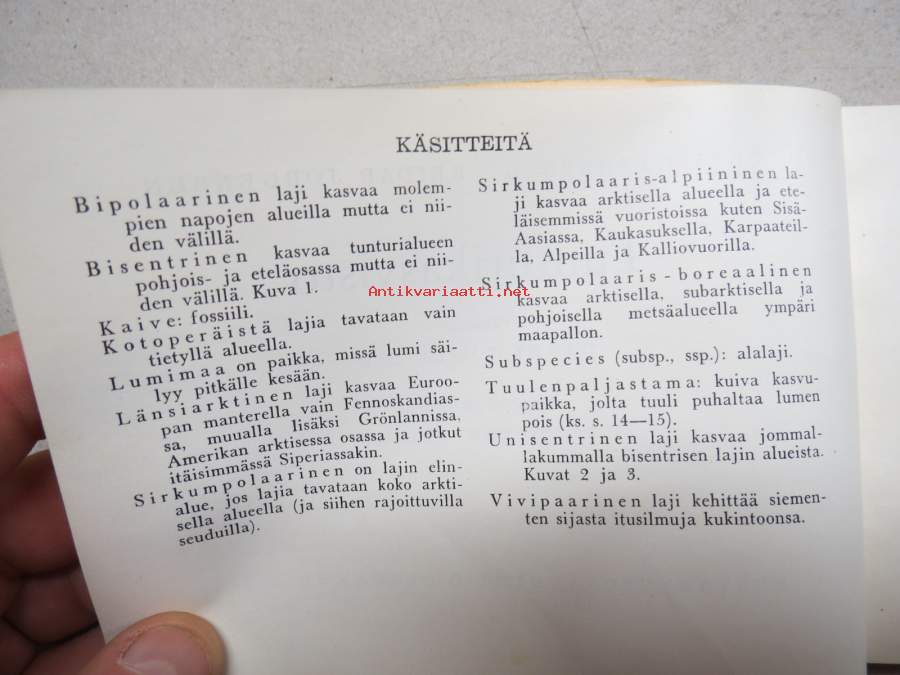 KÄSITTEITÄ
Bipolaarinen laji kasvaa molem-
pien napojen alueilla mutta ei nii-
den välillä.
Bisentrinen kasvaa tunturialueen
pohjois- ja eteläosassa mutta ei nii-
den välillä. Kuva 1.
Kaive: fossiili.
Kotoperäistä lajia tavataan vain
tietyllä alueella.
Lumimaa on paikka, missä lumi säi-
lyy pitkälle kesään.
Länsiarktinen laji kasvaa Euroo-
pan manterella vain Fennoskandias-
sa, muualla lisäksi Grönlannissa,
Amerikan arktisessa osassa ja jotkut
itäisimmässä Siperiassakin.
Sirkumpolaarinen on lajin elin-
alue, jos lajia tavataan koko arkti-
sella alueella (ja siihen rajoittuvilla
seuduilla).
Sirkumpolaaris-alpiininen la-
ji kasvaa arktisella alueella ja ete-
läisemmissä vuoristoissa kuten Sisä-
Aasiassa, Kaukasuksella, Karpaateil-
la, Alpeilla ja Kalliovuorilla.
Sirkumpolaaris-boreaalinen
kasvaa arktisella, subarktisella ja
pohjoisella metsäalueella ympäri
maapallon.
Subspecies (subsp., ssp.): alalaji.
Tuulenpaljastama: kuiva kasvu-
paikka, jolta tuuli puhaltaa lumen
pois (ks. s. 14—15).
Unisentrinen laji kasvaa jommal-
lakummalla bisentrisen lajin alueista.
Kuvat 2 ja 3.
Vivipaarinen laji kehittää siemen-
ten sijasta itusilmuja kukintoonsa.
Antikvariaatti.net